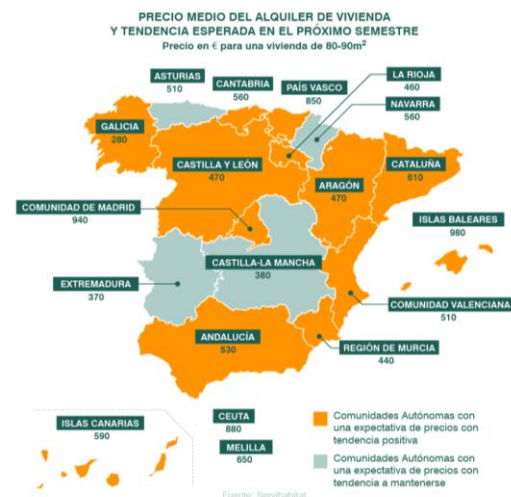 PRECIO MEDIO DEL ALQUILER DE VIVIENDA
Y TENDENCIA ESPERADA EN EL PRÓXIMO SEMESTRE
Precio en € para una vivienda de 80-90m²
ASTURIAS
510
CANTABRIA
560
PAÍS VASCO
850
LA RIOJA
460
NAVARRA
560
GALICIA
280
CASTILLA Y LEÓN
470
ARAGÓN
470
CATALUÑA
610
COMUNIDAD DE MADRID
940
ISLAS BALEARES
980
CASTILLA-LA MANCHA
380
EXTREMADURA
370
COMUNIDAD VALENCIANA
510
ANDALUCÍA
530
REGIÓN DE MURCIA
440
ISLAS CANARIAS
590
CEUTA
880
MELILLA
650
Comunidades Autónomas con
una expectativa de precios con
tendencia positiva
Comunidades Autónomas con
una expectativa de precios con
tendencia a mantenerse
Fuente: Servihabitat